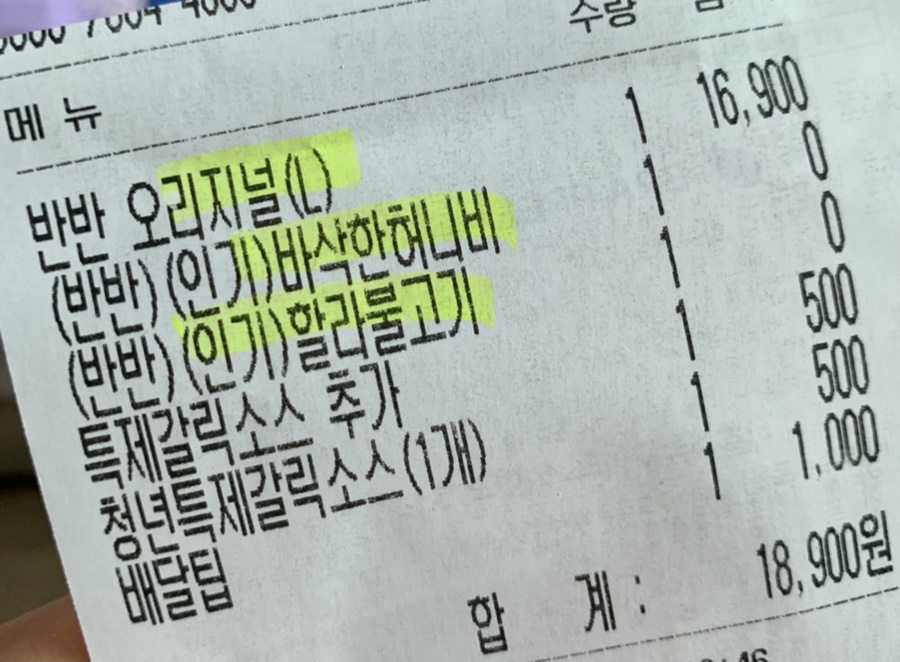 수량
메 뉴
반반 오리지널(L) 1 16,900
(반반)(인기)바삭한허니비 1 0
(반반)(인기)할라불고기 1 0
특제갈릭소스 추가 1 500
청년특제갈릭소스(1개) 1 500
배달팁 1 1,000
합 계: 18,900원